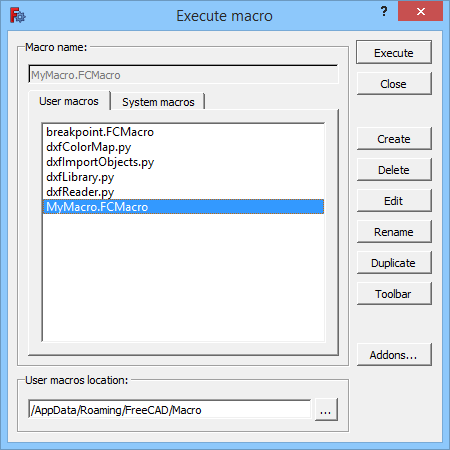 Execute macro
?
Macro name:
MyMacro.FCMacro
User macros
System macros
breakpoint.FCMacro
dxfColorMap.py
dxfImportObjects.py
dxfLibrary.py
dxfReader.py
MyMacro.FCMacro
Execute
Close
Create
Delete
Edit
Rename
Duplicate
Toolbar
Addons...
User macros location:
/AppData/Roaming/FreeCAD/Macro
...